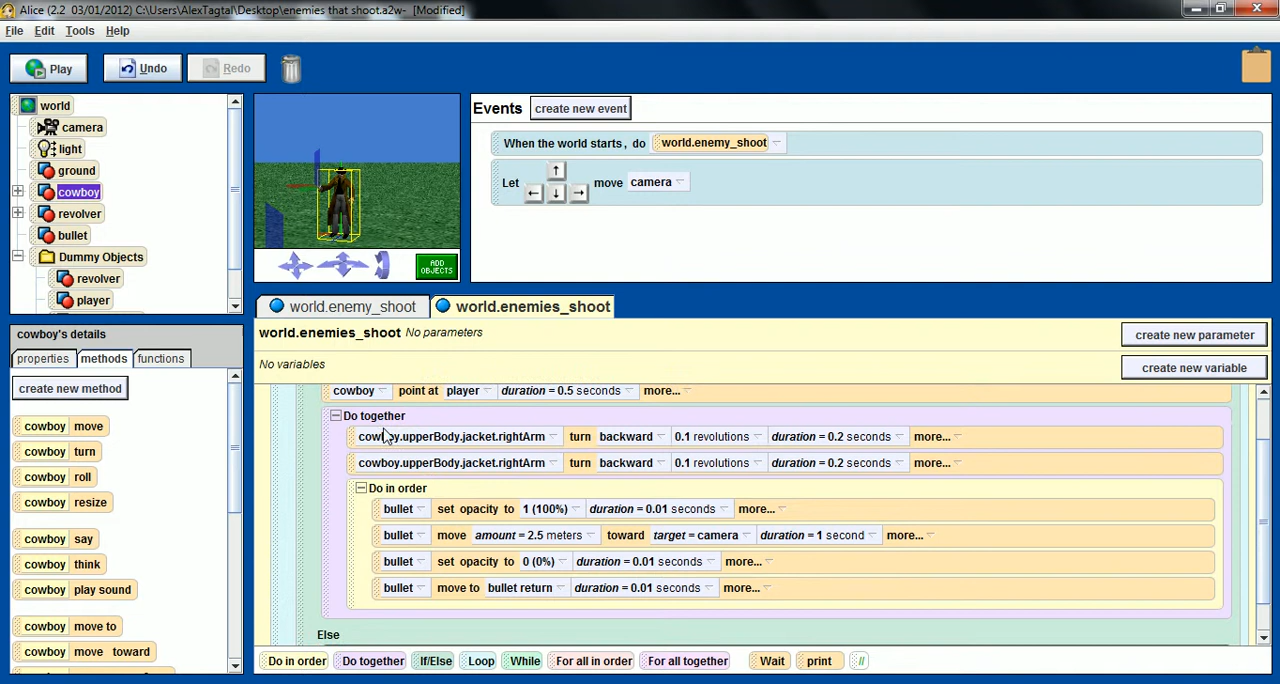 Alice (2.2 03/01/2012) C:\Users\AlexTagtal\Desktop\enemies that shoot.a2w- [Modified]
File Edit Tools Help
Play Undo Redo
world
camera
light
ground
cowboy
revolver
bullet
Dummy Objects
revolver
player
ADD OBJECTS
Events create new event
When the world starts, do world.enemy_shoot
Let move camera
cowboy's details
properties methods functions
create new method
cowboy move
cowboy turn
cowboy roll
cowboy resize
cowboy say
cowboy think
cowboy play sound
cowboy move to
cowboy move toward
world.enemy_shoot world.enemies_shoot
world.enemies_shoot No parameters create new parameter
No variables create new variable
cowboy point at player duration = 0.5 seconds more...
Do together
cowboy.upperBody.jacket.rightArm turn backward 0.1 revolutions duration = 0.2 seconds more...
cowboy.upperBody.jacket.rightArm turn backward 0.1 revolutions duration = 0.2 seconds more...
Do in order
bullet set opacity to 1 (100%) duration = 0.01 seconds more...
bullet move amount = 2.5 meters toward target = camera duration = 1 second more...
bullet set opacity to 0 (0%) duration = 0.01 seconds more...
bullet move to bullet return duration = 0.01 seconds more...
Else
Do in order Do together If/Else Loop While For all in order For all together Wait print //